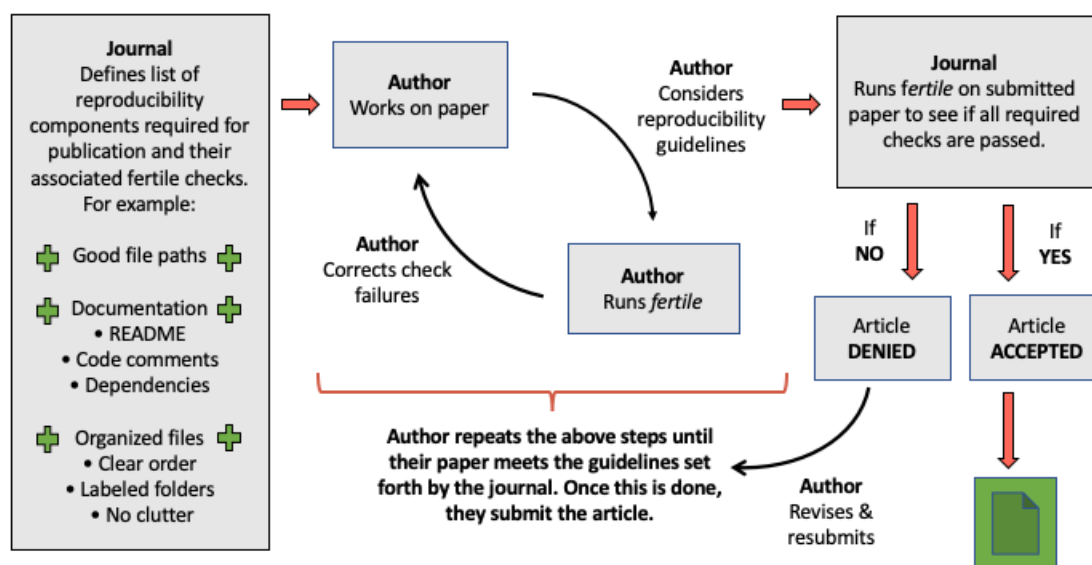 Journal
Defines list of
reproducibility
components required for
publication and their
associated fertile checks.
For example:
Good file paths
Documentation
• README
• Code comments
• Dependencies
Organized files
• Clear order
• Labeled folders
• No clutter
Author
Works on paper
Author
Considers
reproducibility
guidelines
Author
Corrects check
failures
Author
Runs fertile
Author repeats the above steps until
their paper meets the guidelines set
forth by the journal. Once this is done,
they submit the article.
Journal
Runs fertile on submitted
paper to see if all required
checks are passed.
If
NO
If
YES
Article
DENIED
Article
ACCEPTED
Author
Revises &
resubmits